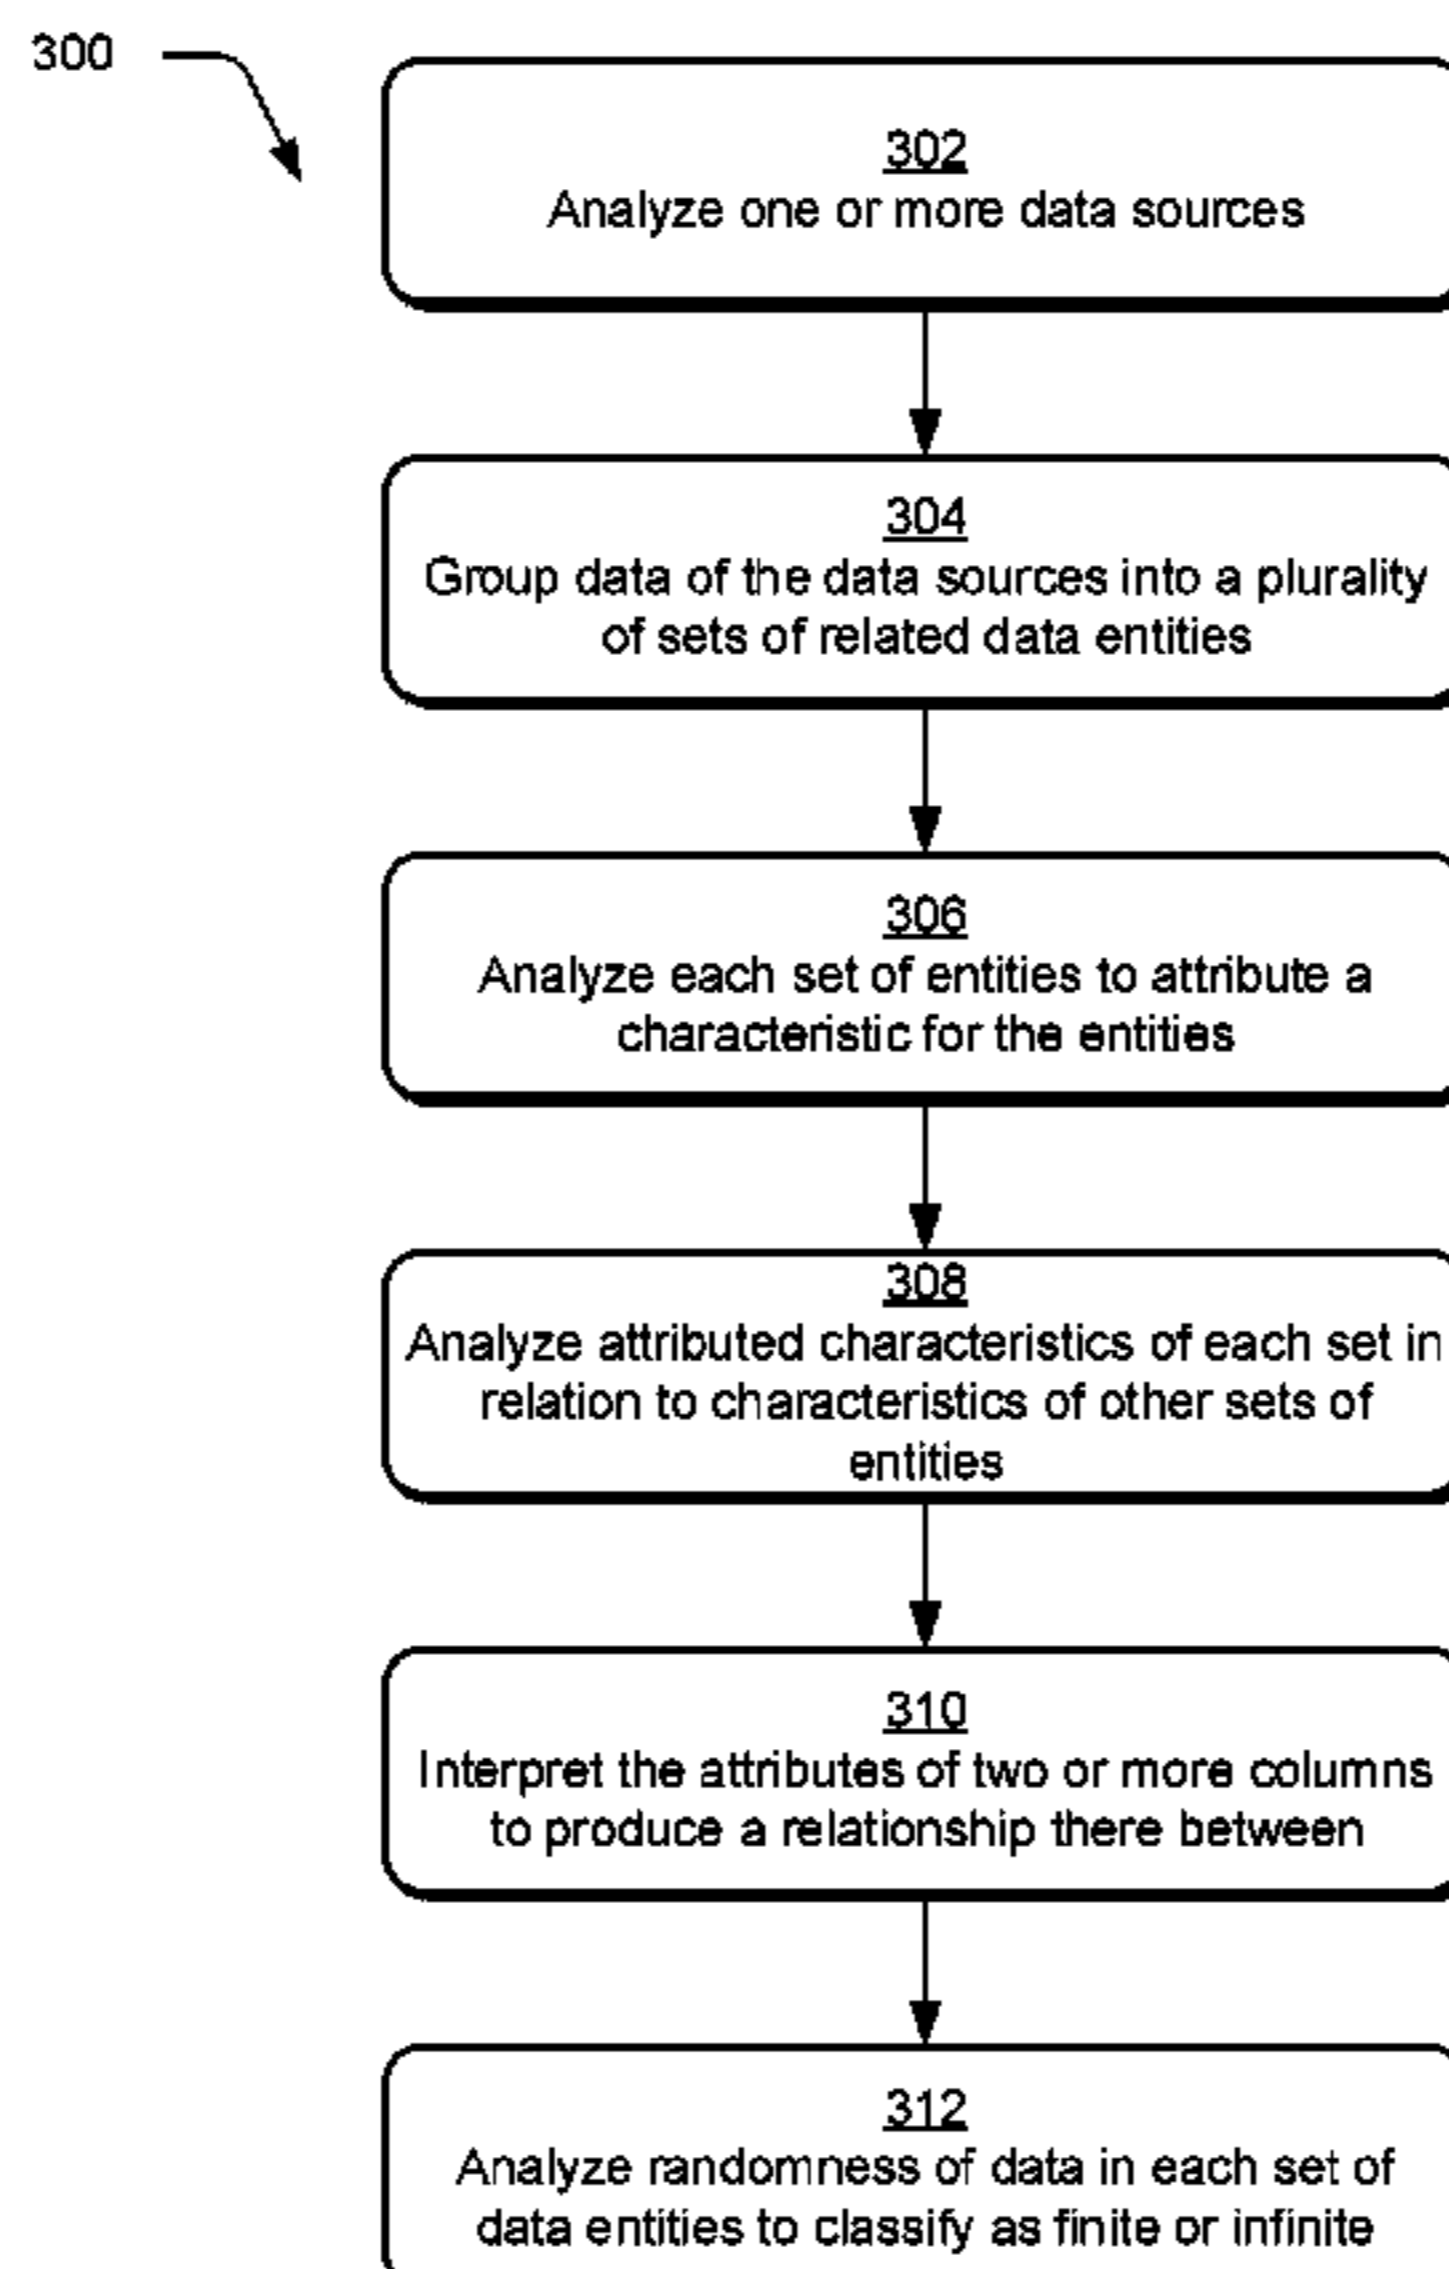 300
302
Analyze one or more data sources
304
Group data of the data sources into a plurality
of sets of related data entities
306
Analyze each set of entities to attribute a
characteristic for the entities
308
Analyze attributed characteristics of each set in
relation to characteristics of other sets of
entities
310
Interpret the attributes of two or more columns
to produce a relationship there between
312
Analyze randomness of data in each set of
data entities to classify as finite or infinite